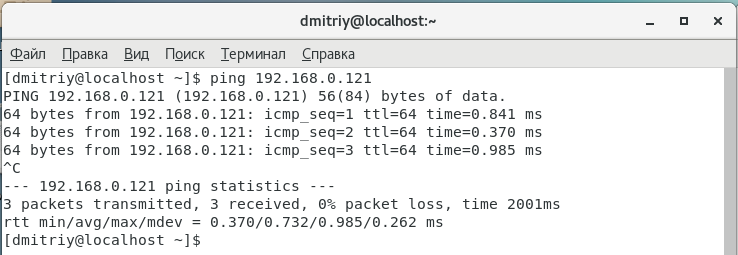 dmitriy@localhost:~
Файл Правка Вид Поиск Терминал Справка
[dmitriy@localhost ~]$ ping 192.168.0.121
PING 192.168.0.121 (192.168.0.121) 56(84) bytes of data.
64 bytes from 192.168.0.121: icmp_seq=1 ttl=64 time=0.841 ms
64 bytes from 192.168.0.121: icmp_seq=2 ttl=64 time=0.370 ms
64 bytes from 192.168.0.121: icmp_seq=3 ttl=64 time=0.985 ms
^C
--- 192.168.0.121 ping statistics ---
3 packets transmitted, 3 received, 0% packet loss, time 2001ms
rtt min/avg/max/mdev = 0.370/0.732/0.985/0.262 ms
[dmitriy@localhost ~]$